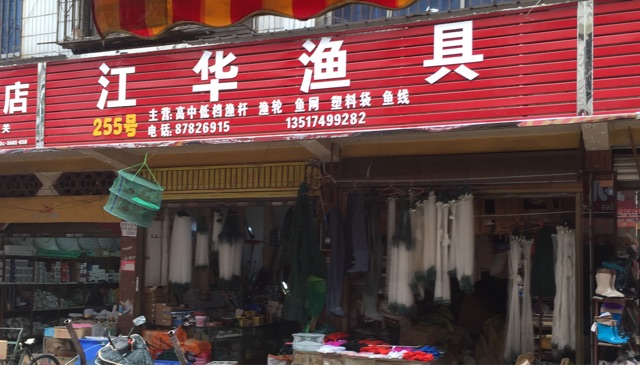 江华渔具
255号
主营:高中低档渔杆 渔轮 鱼网 塑料袋 鱼线
电话:87826915 13517499282
店
关